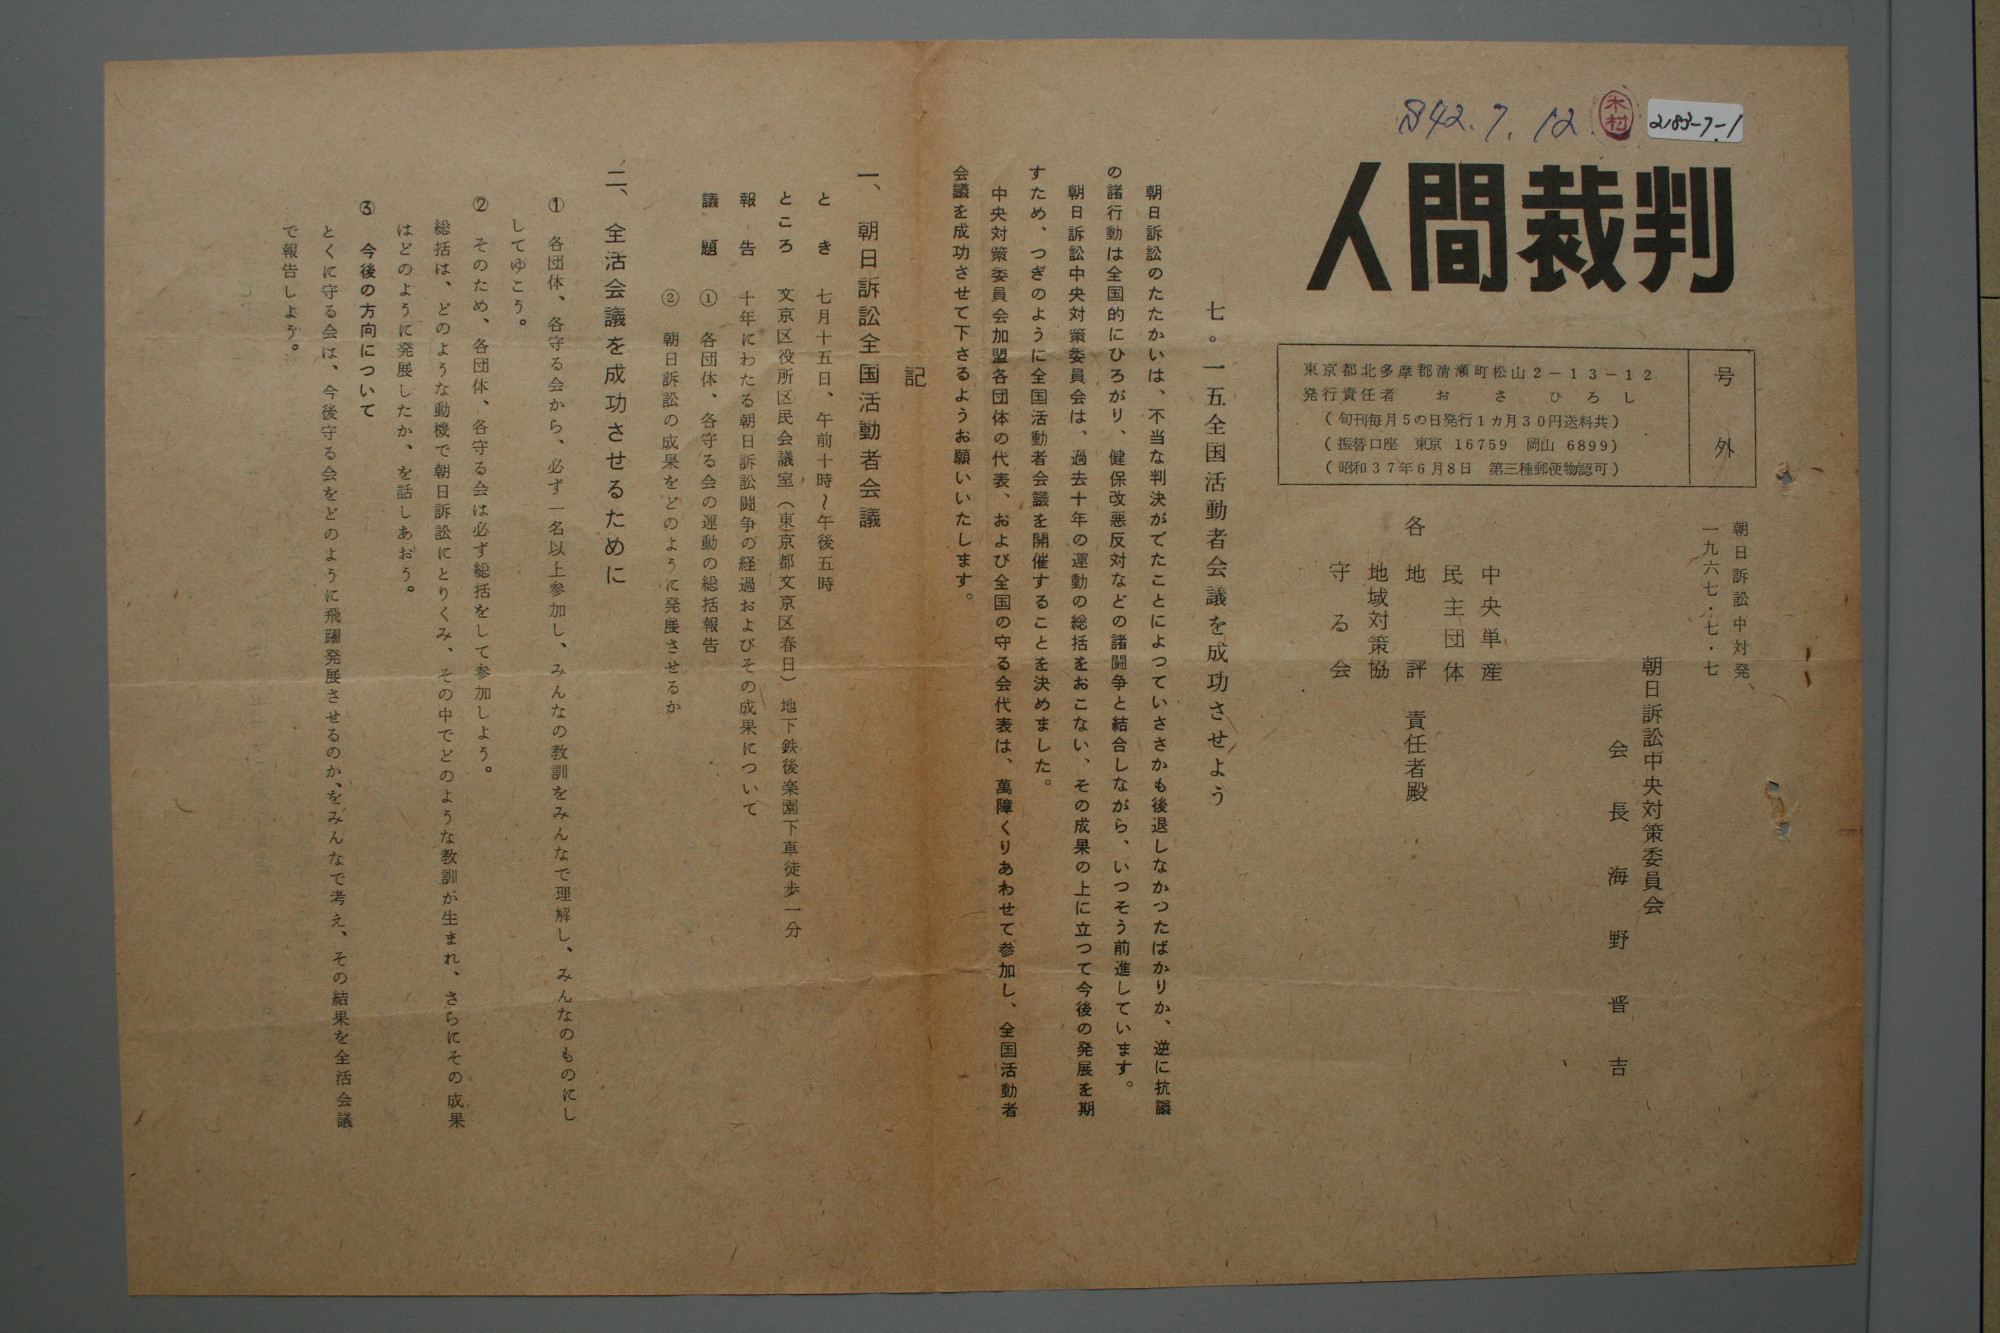 S42.7.12
木村
2183-7-1
人間裁判
号外
東京都北多摩郡清瀬町松山2-13-12
発行責任者 おさひろし
(旬刊毎月5の日発行1カ月30円送料共)
(振替口座 東京 16759 岡山 6899)
(昭和37年6月8日 第三種郵便物認可)
朝日訴訟中対発
一九六七・七・七
朝日訴訟中央対策委員会
会長 海野晋吉
中央単産
民主団体
各地評 責任者殿
地域対策協
守る会
七・一五全国活動者会議を成功させよう
朝日訴訟のたたかいは、不当な判決がでたことによつていささかも後退しなかつたばかりか、逆に抗議
の諸行動は全国的にひろがり、健保改悪反対などの諸闘争と結合しながら、いつそう前進しています。
朝日訴訟中央対策委員会は、過去十年の運動の総括をおこない、その成果の上に立つて今後の発展を期
すため、つぎのように全国活動者会議を開催することを決めました。
中央対策委員会加盟各団体の代表、および全国の守る会代表は、萬障くりあわせて参加し、全国活動者
会議を成功させて下さるようお願いいたします。
記
一、朝日訴訟全国活動者会議
とき 七月十五日、午前十時~午後五時
ところ 文京区役所区民会議室(東京都文京区春日)地下鉄後楽園下車徒歩一分
報告 十年にわたる朝日訴訟闘争の経過およびその成果について
議題 ① 各団体、各守る会の運動の総括報告
② 朝日訴訟の成果をどのように発展させるか
二、全活会議を成功させるために
① 各団体、各守る会から、必ず一名以上参加し、みんなの教訓をみんなで理解し、みんなのものにし
してゆこう。
② そのため、各団体、各守る会は必ず総括をして参加しよう。
総括は、どのような動機で朝日訴訟にとりくみ、その中でどのような教訓が生まれ、さらにその成果
はどのように発展したか、を話しあおう。
③ 今後の方向について
とくに守る会は、今後守る会をどのように飛躍発展させるのか、をみんなで考え、その結果を全活会議
で報告しよう。